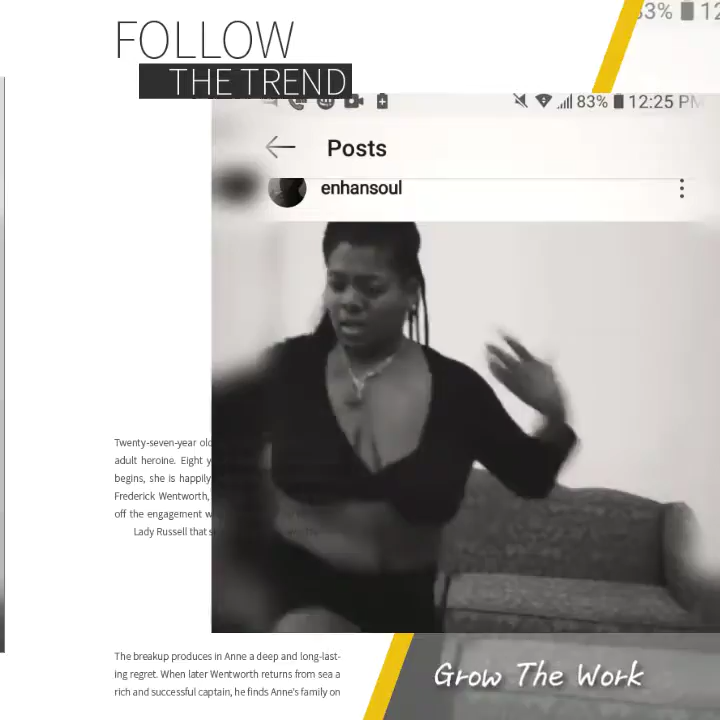 FOLLOW
THE TREND
83% 12
83% 12:25 PM
Posts
enhansoul
Twenty-seven-year old
adult heroine. Eight y
begins, she is happily
Frederick Wentworth,
off the engagement w
Lady Russell that s
The breakup produces in Anne a deep and long-last-
ing regret. When later Wentworth returns from sea a
rich and successful captain, he finds Anne's family on
Grow The Work